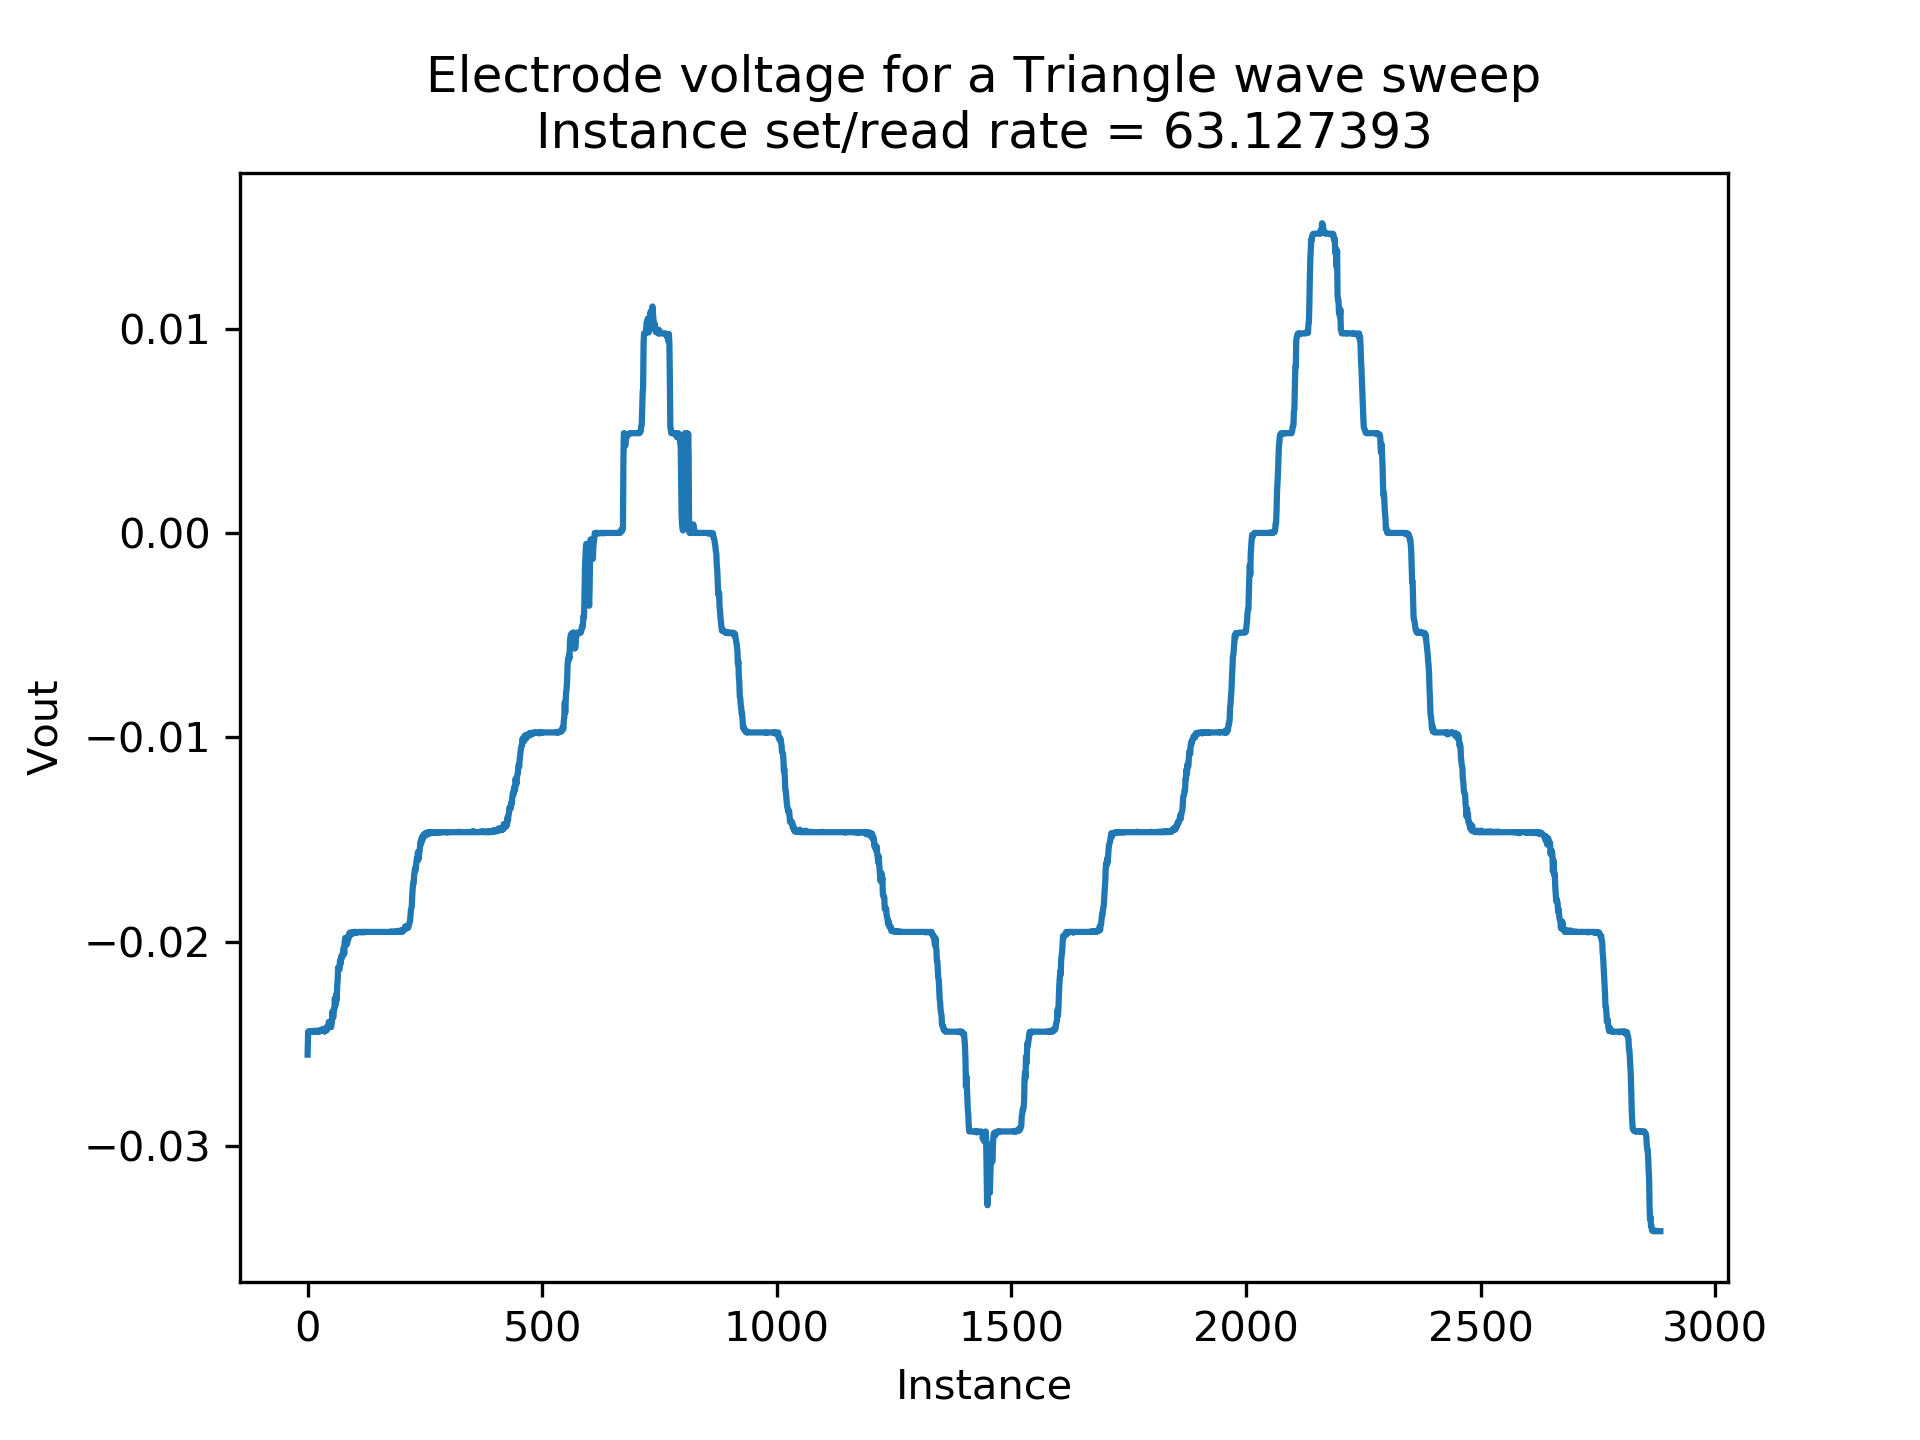 Electrode voltage for a Triangle wave sweep
Instance set/read rate = 63.127393
0.01
0.00
−0.01
−0.02
−0.03
Vout
0 500 1000 1500 2000 2500 3000
Instance